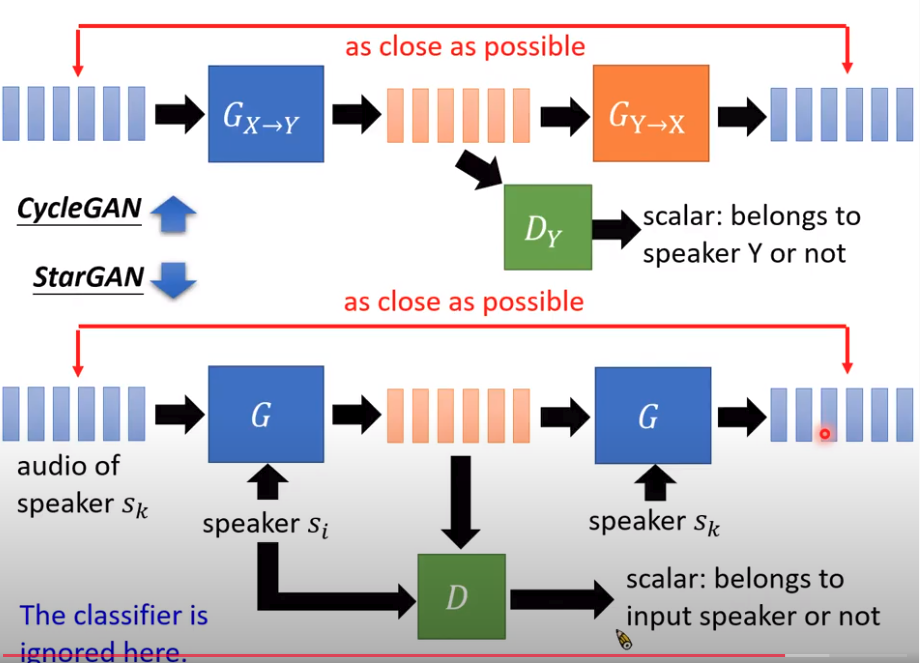 as close as possible
G_{X→Y}
G_{Y→X}
D_Y
scalar: belongs to
speaker Y or not
CycleGAN
StarGAN
as close as possible
G
G
audio of
speaker s_k
speaker s_i
speaker s_k
D
scalar: belongs to
input speaker or not
The classifier is
ignored here.